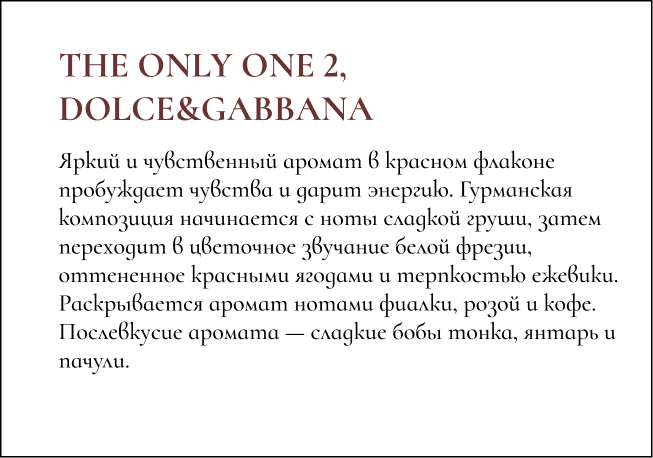 THE ONLY ONE 2,
DOLCE&GABBANA
Яркий и чувственный аромат в красном флаконе
пробуждает чувства и дарит энергию. Гурманская
композиция начинается с ноты сладкой груши, затем
переходит в цветочное звучание белой фрезии,
оттененное красными ягодами и терпкостью ежевики.
Раскрывается аромат нотами фиалки, розой и кофе.
Послевкусие аромата — сладкие бобы тонка, янтарь и
пачули.